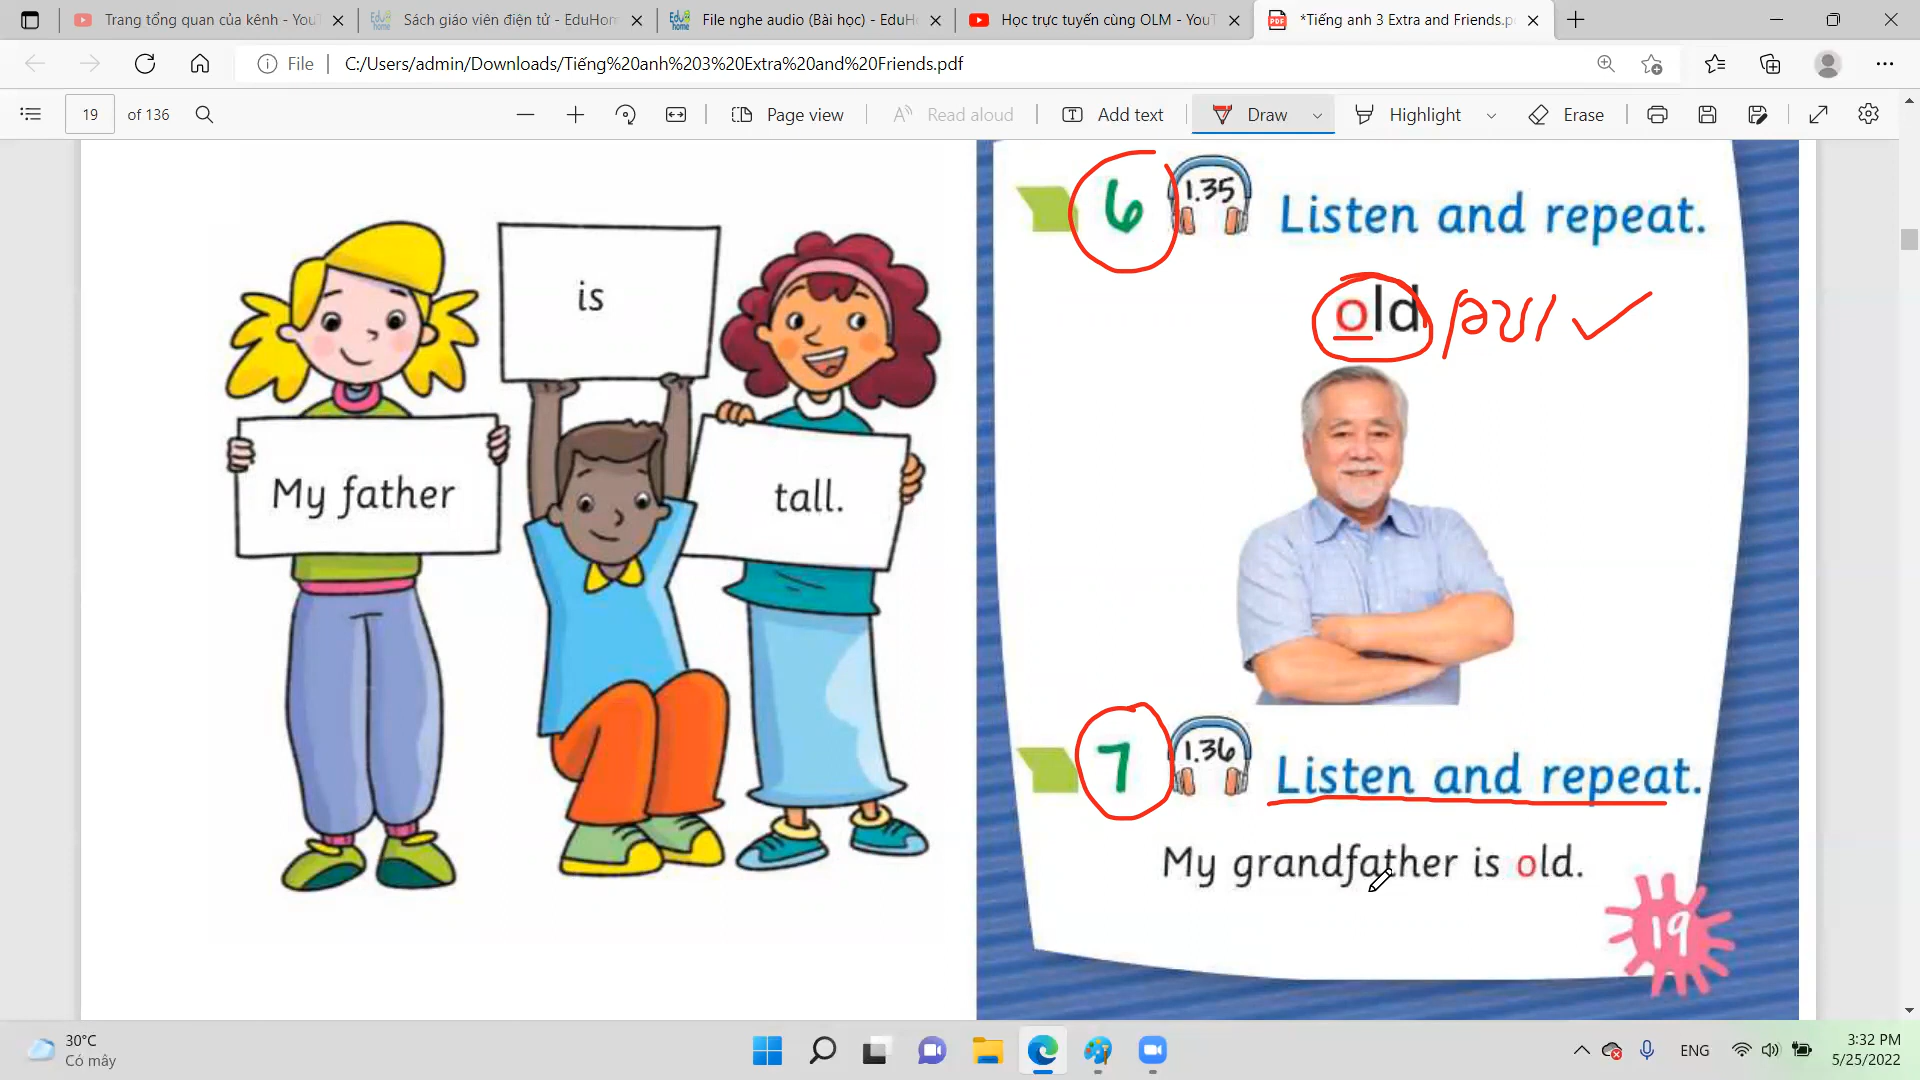 Trang tổng quan của kênh - YouT
Sách giáo viên điện tử - EduHom
File nghe audio (Bài học) - EduHo
Học trực tuyến cùng OLM - YouT
*Tiếng anh 3 Extra and Friends.p
File
C:/Users/admin/Downloads/Tiếng%20anh%203%20Extra%20and%20Friends.pdf
19 of 136
Page view
Read aloud
Add text
Draw
Highlight
Erase
is
My father
tall.
6 1.35 Listen and repeat.
old /əʊ/
7 1.36 Listen and repeat.
My grandfather is old.
19
30°C
Có mây
ENG
3:32 PM
5/25/2022